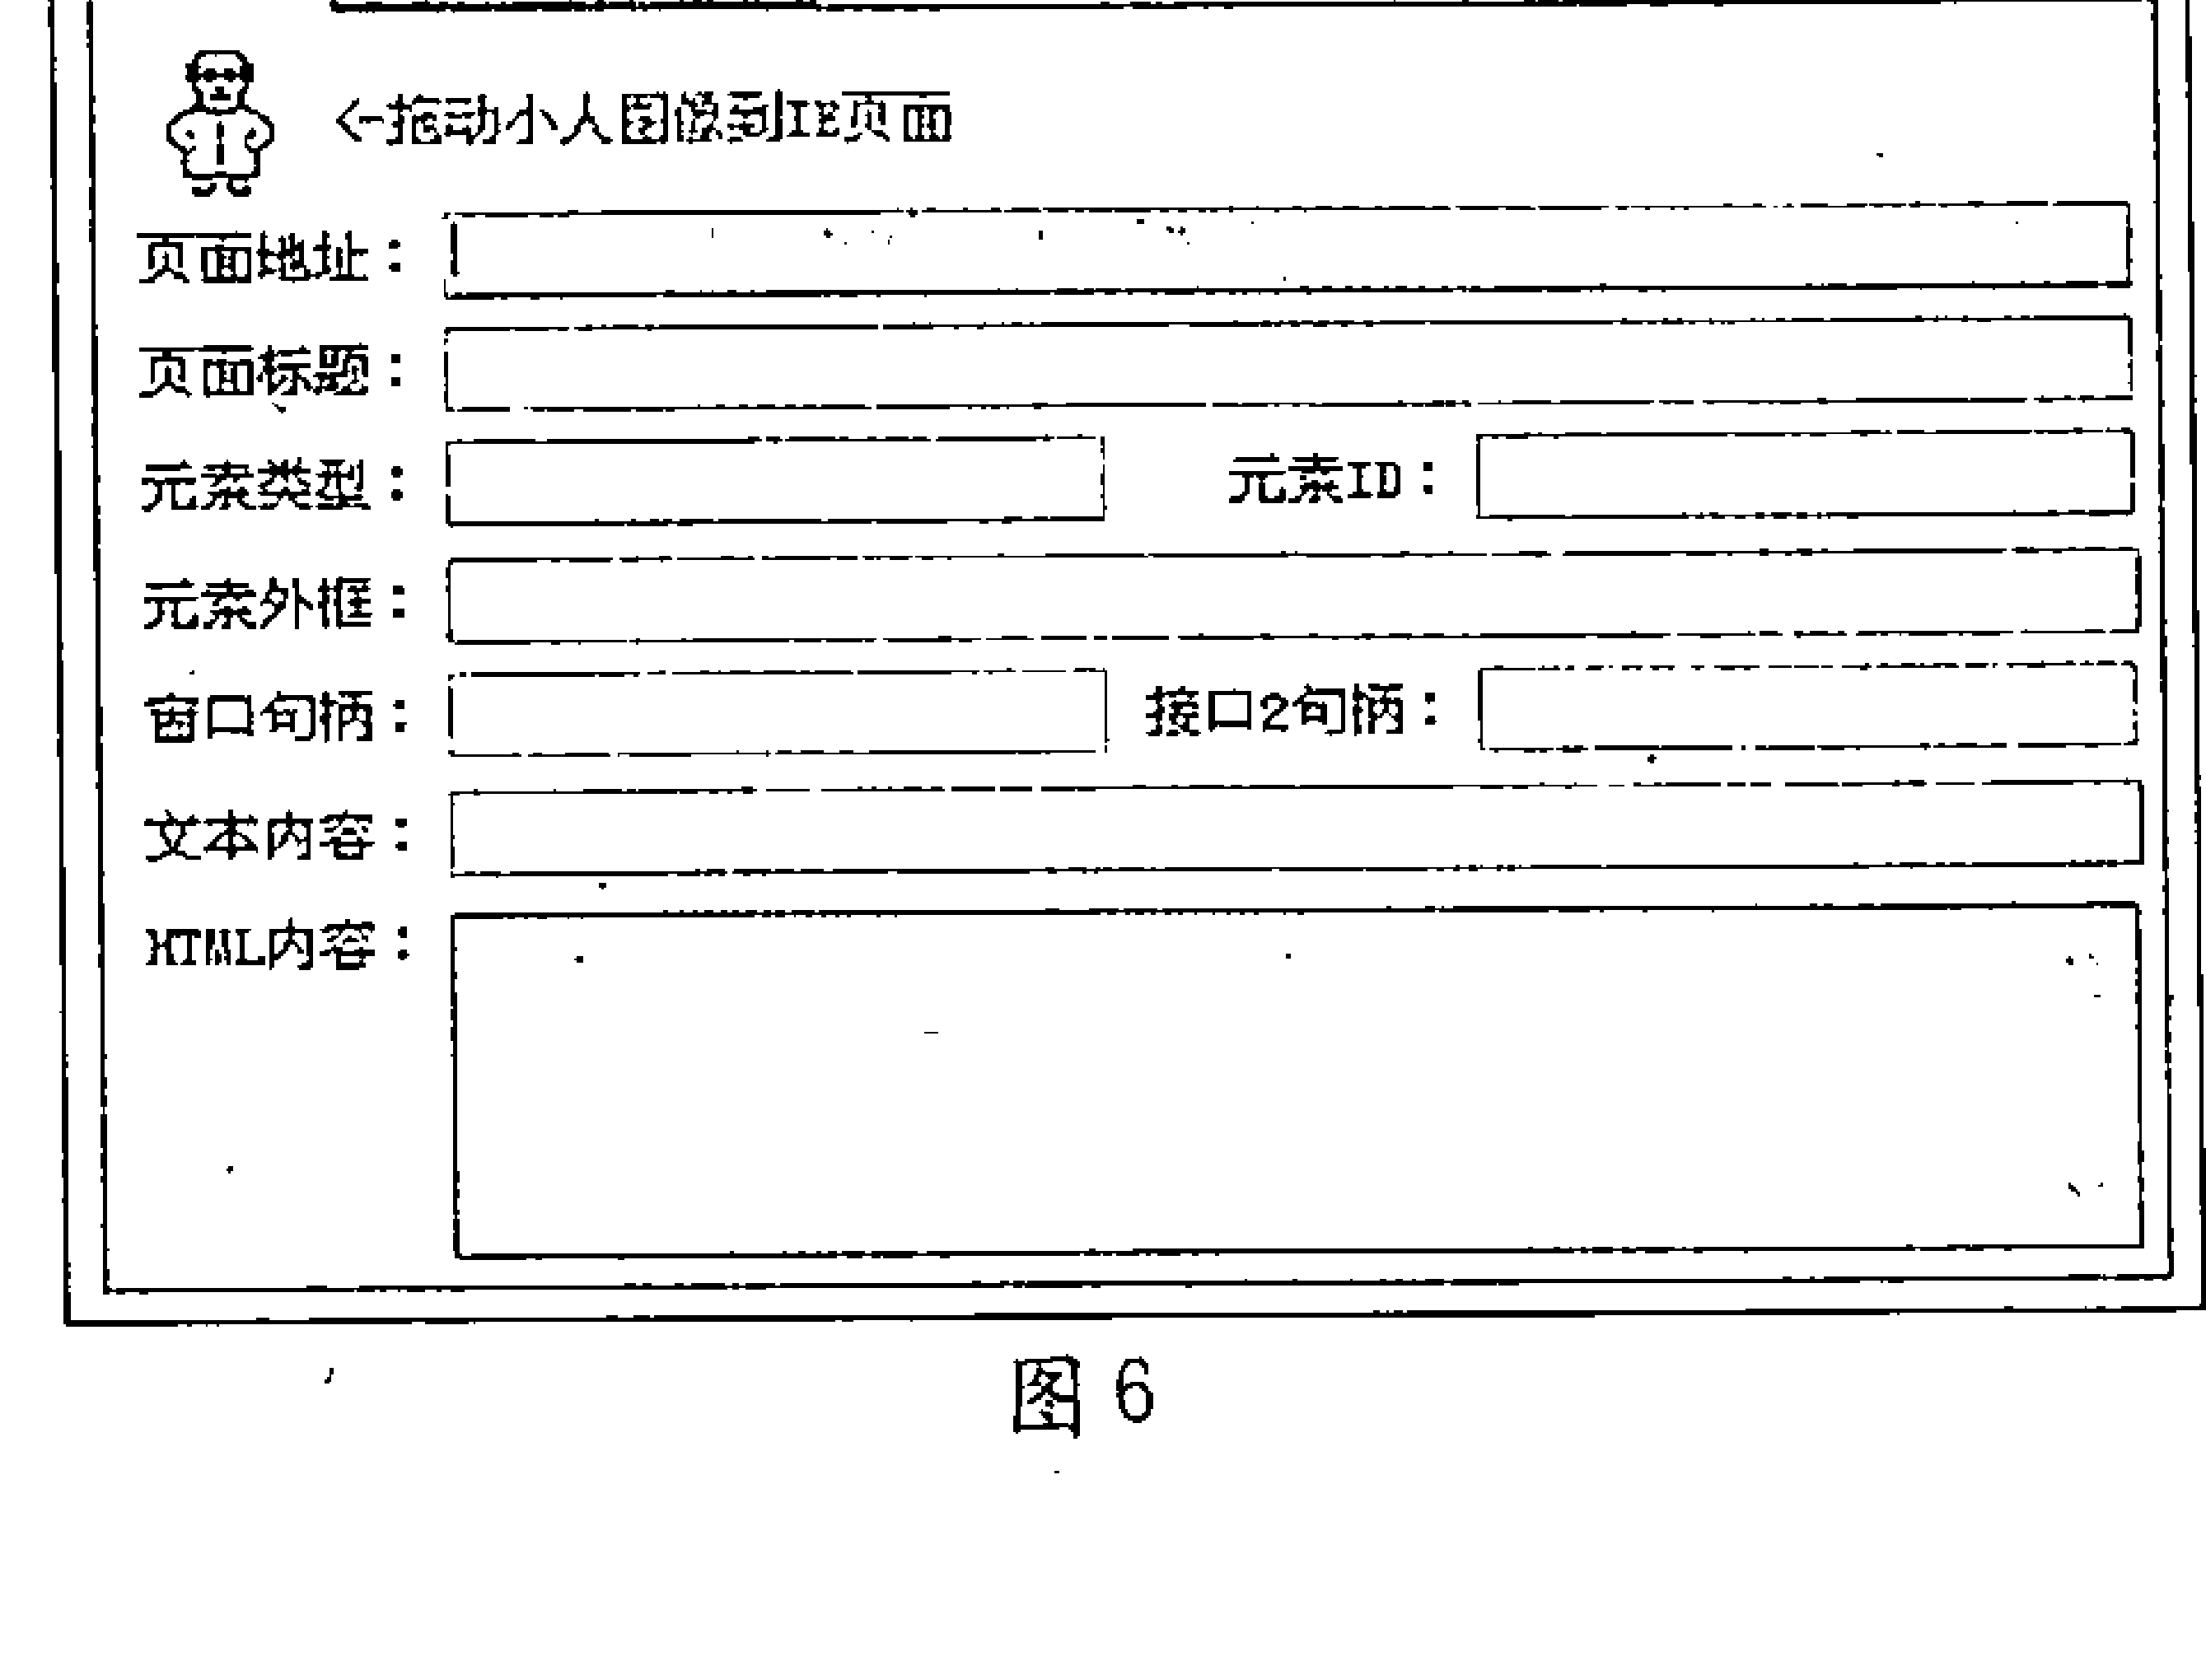 <-拖动小人图像到IE页面
页面地址：
页面标题：
元素类型： 元素ID：
元素外框：
窗口句柄： 接口2句柄：
文本内容：
HTML内容：
图 6